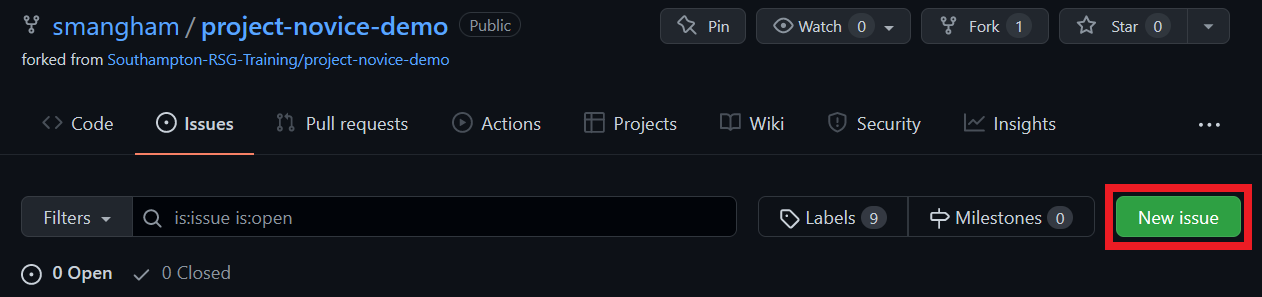 smangham / project-novice-demo Public Pin Watch 0 Fork 1 Star 0
forked from Southampton-RSG-Training/project-novice-demo
Code Issues Pull requests Actions Projects Wiki Security Insights ...
Filters is:issue is:open Labels 9 Milestones 0 New issue
0 Open 0 Closed